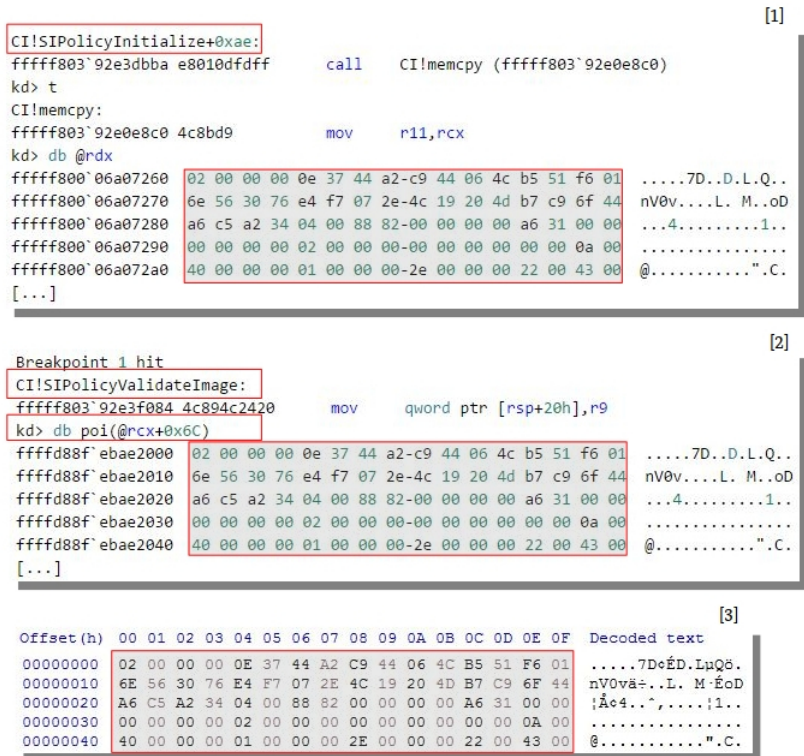 [1]
CI!SIPolicyInitialize+0xae:
fffff803`92e3dbba e8010dfdff call CI!memcpy (fffff803`92e0e8c0)
kd> t
CI!memcpy:
fffff803`92e0e8c0 4c8bd9 mov r11,rcx
kd> db @rdx
fffff800`06a07260 02 00 00 00 0e 37 44 a2-c9 44 06 4c b5 51 f6 01 .....7D..D.L.Q..
fffff800`06a07270 6e 56 30 76 e4 f7 07 2e-4c 19 20 4d b7 c9 6f 44 nV0v....L. M..oD
fffff800`06a07280 a6 c5 a2 34 04 00 88 82-00 00 00 00 a6 31 00 00 ...4.........1..
fffff800`06a07290 00 00 00 00 02 00 00 00-00 00 00 00 00 00 0a 00 ................
fffff800`06a072a0 40 00 00 00 01 00 00 00-2e 00 00 00 22 00 43 00 @...........".C.
[...]
[2]
Breakpoint 1 hit
CI!SIPolicyValidateImage:
fffff803`92e3f084 4c894c2420 mov qword ptr [rsp+20h],r9
kd> db poi(@rcx+0x6C)
ffffd88f`ebae2000 02 00 00 00 0e 37 44 a2-c9 44 06 4c b5 51 f6 01 .....7D..D.L.Q..
ffffd88f`ebae2010 6e 56 30 76 e4 f7 07 2e-4c 19 20 4d b7 c9 6f 44 nV0v....L. M..oD
ffffd88f`ebae2020 a6 c5 a2 34 04 00 88 82-00 00 00 00 a6 31 00 00 ...4.........1..
ffffd88f`ebae2030 00 00 00 00 02 00 00 00-00 00 00 00 00 00 0a 00 ................
ffffd88f`ebae2040 40 00 00 00 01 00 00 00-2e 00 00 00 22 00 43 00 @...........".C.
[...]
[3]
Offset(h) 00 01 02 03 04 05 06 07 08 09 0A 0B 0C 0D 0E 0F Decoded text
00000000 02 00 00 00 0E 37 44 A2 C9 44 06 4C B5 51 F6 01 .....7D¢ÉD.LµQö.
00000010 6E 56 30 76 E4 F7 07 2E 4C 19 20 4D B7 C9 6F 44 nV0vä÷..L. M·ÉoD
00000020 A6 C5 A2 34 04 00 88 82 00 00 00 00 A6 31 00 00 ¦Å¢4..ˆ‚....¦1..
00000030 00 00 00 00 02 00 00 00 00 00 00 00 00 00 0A 00 ................
00000040 40 00 00 00 01 00 00 00 2E 00 00 00 22 00 43 00 @...........".C.